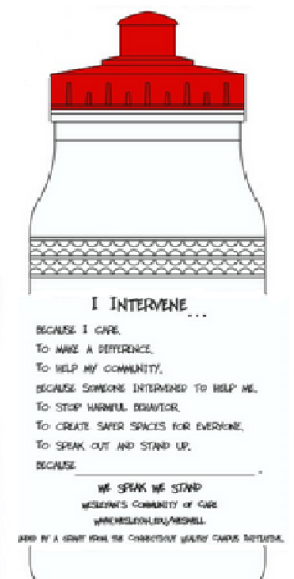 I INTERVENE...
BECAUSE I CARE.
TO MAKE A DIFFERENCE.
TO HELP MY COMMUNITY.
BECAUSE SOMEONE INTERVENED TO HELP ME.
TO STOP HARMFUL BEHAVIOR.
TO CREATE SAFER SPACES FOR EVERYONE.
TO SPEAK OUT AND STAND UP.
BECAUSE ____________________.
WE SPEAK WE STAND
WESLEYAN'S COMMUNITY OF CARE
BY A GRANT FROM THE CONNECTICUT HEALTHY CAMPUS INITIATIVE.